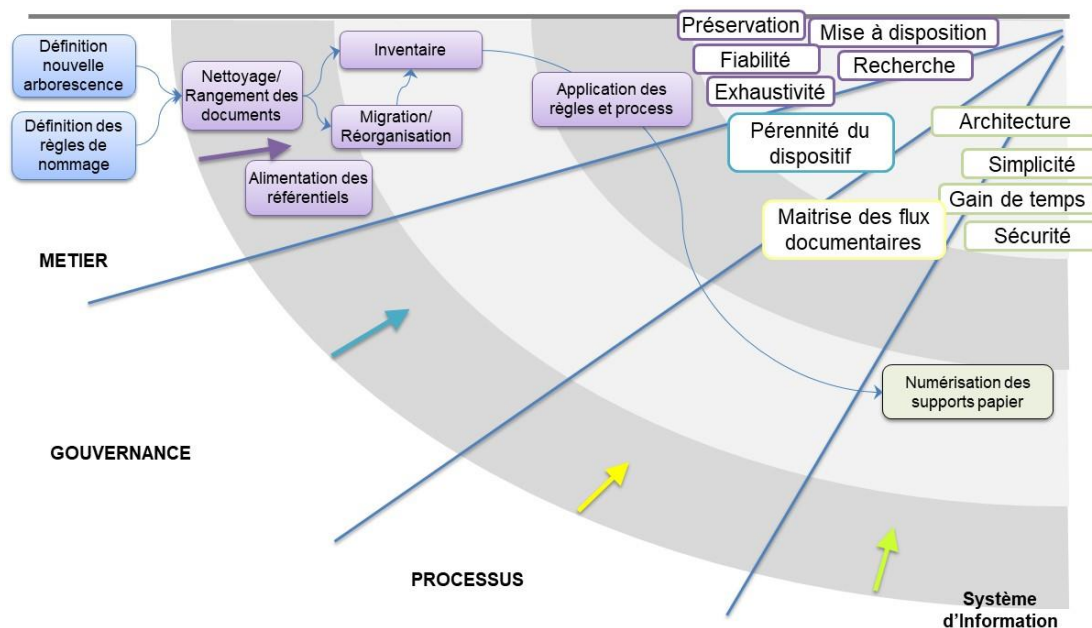 Définition
nouvelle
arborescence
Définition des
règles de
nommage
Nettoyage/
Rangement des
documents
Inventaire
Migration/
Réorganisation
Alimentation des
référentiels
Application des
règles et process
Préservation
Mise à disposition
Fiabilité
Recherche
Exhaustivité
Pérennité du
dispositif
Architecture
Simplicité
Gain de temps
Sécurité
Maitrise des flux
documentaires
Numérisation des
supports papier
METIER
GOUVERNANCE
PROCESSUS
Système
d’Information